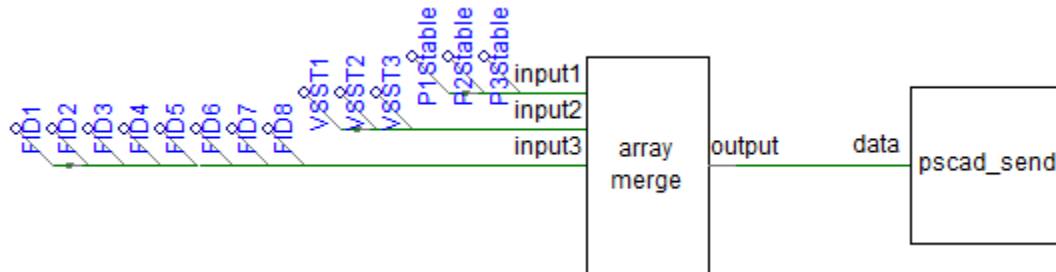 P1Stable
P2Stable
P3Stable
input1
VSST1
VSST2
VSST3
input2
FID1
FID2
FID3
FID4
FID5
FID6
FID7
FID8
input3
array
merge
output
data
pscad_send